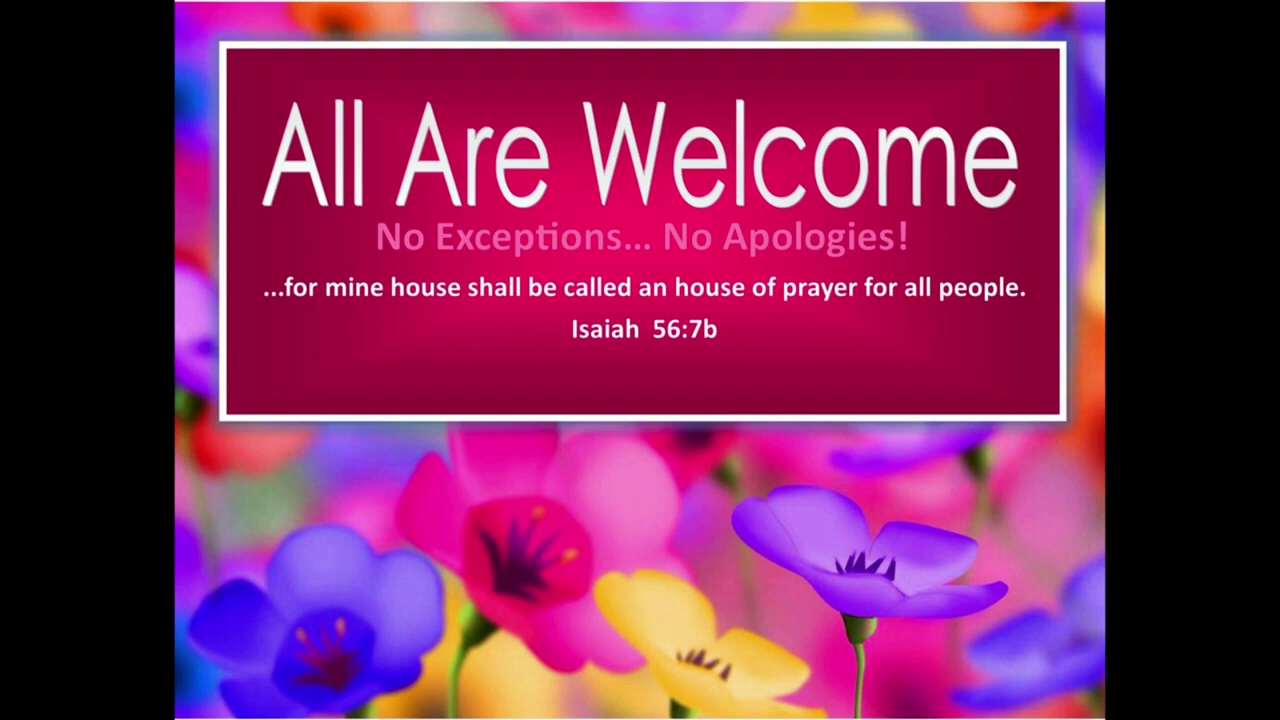 All Are Welcome
No Exceptions... No Apologies!
...for mine house shall be called an house of prayer for all people.
Isaiah  56:7b